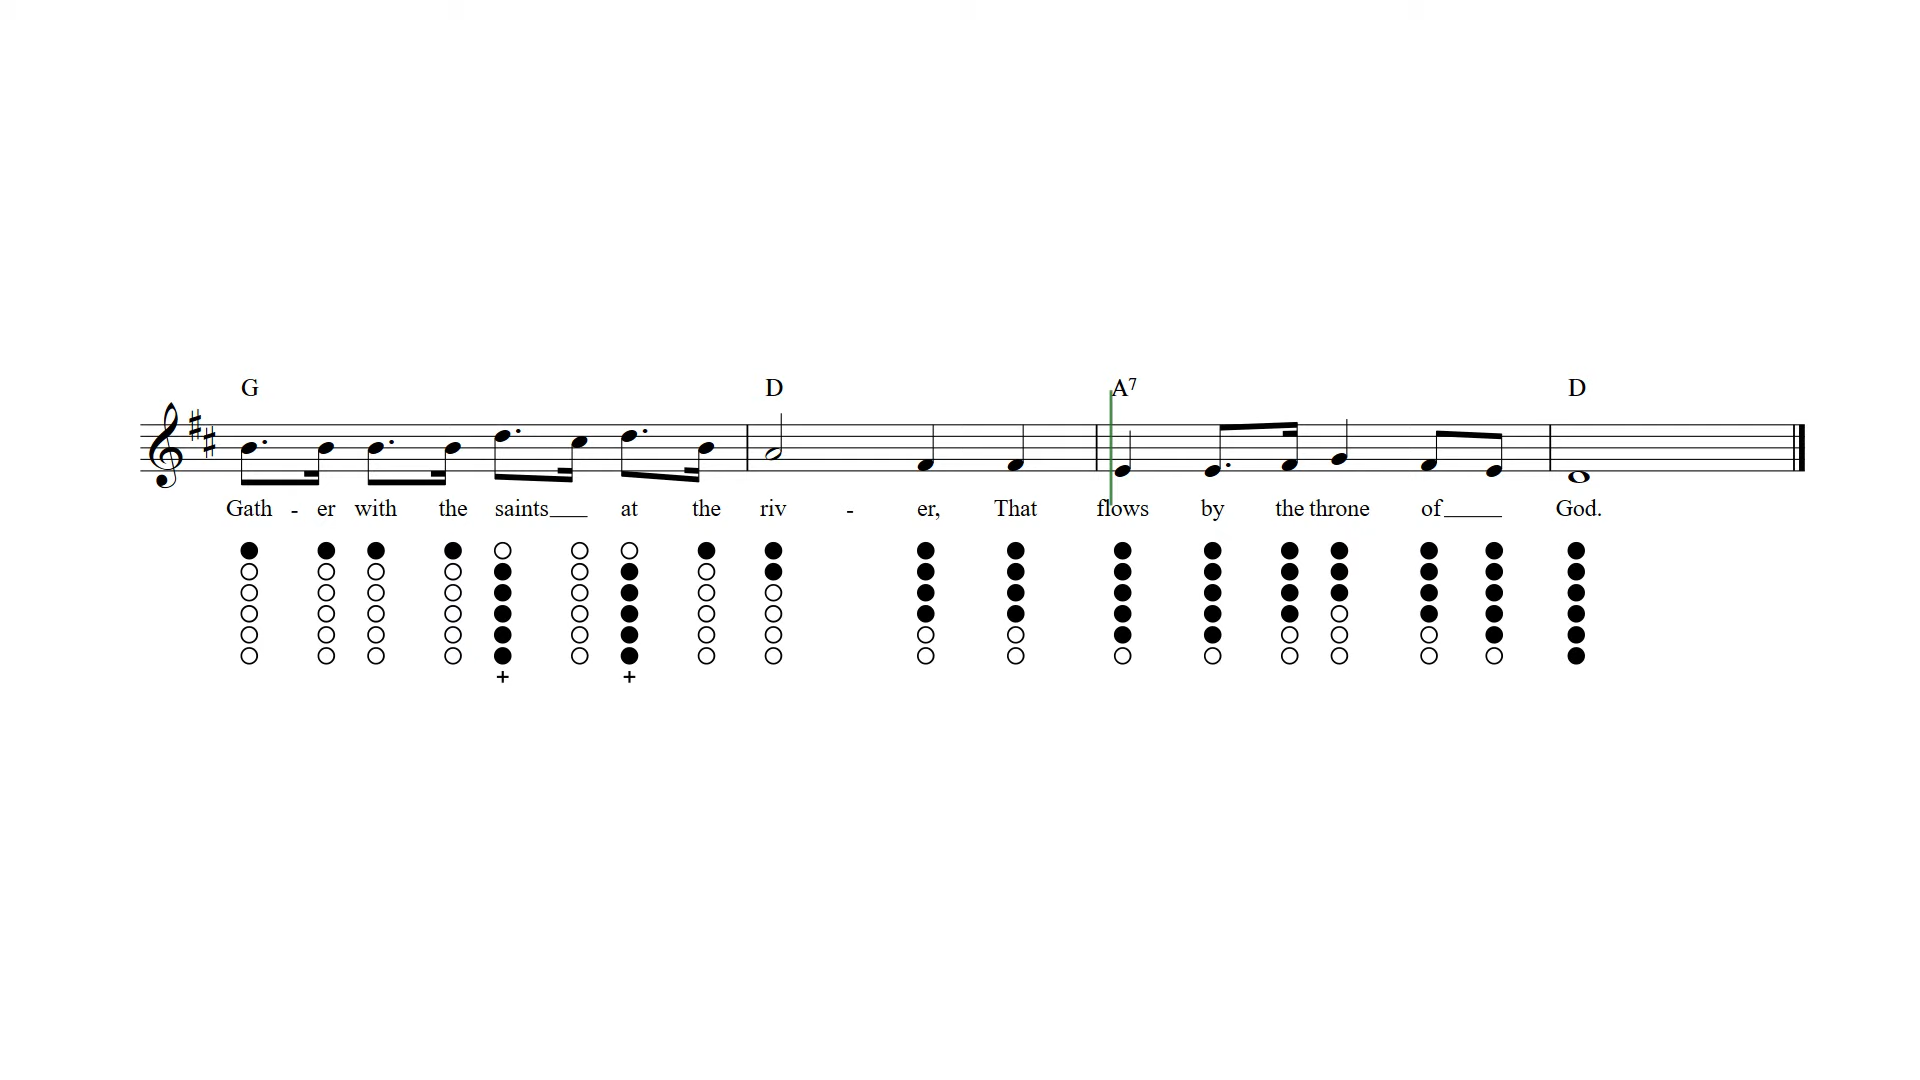 G D A7 D
Gath - er with the saints___ at the riv - er, That flows by the throne of_____ God.
+ +